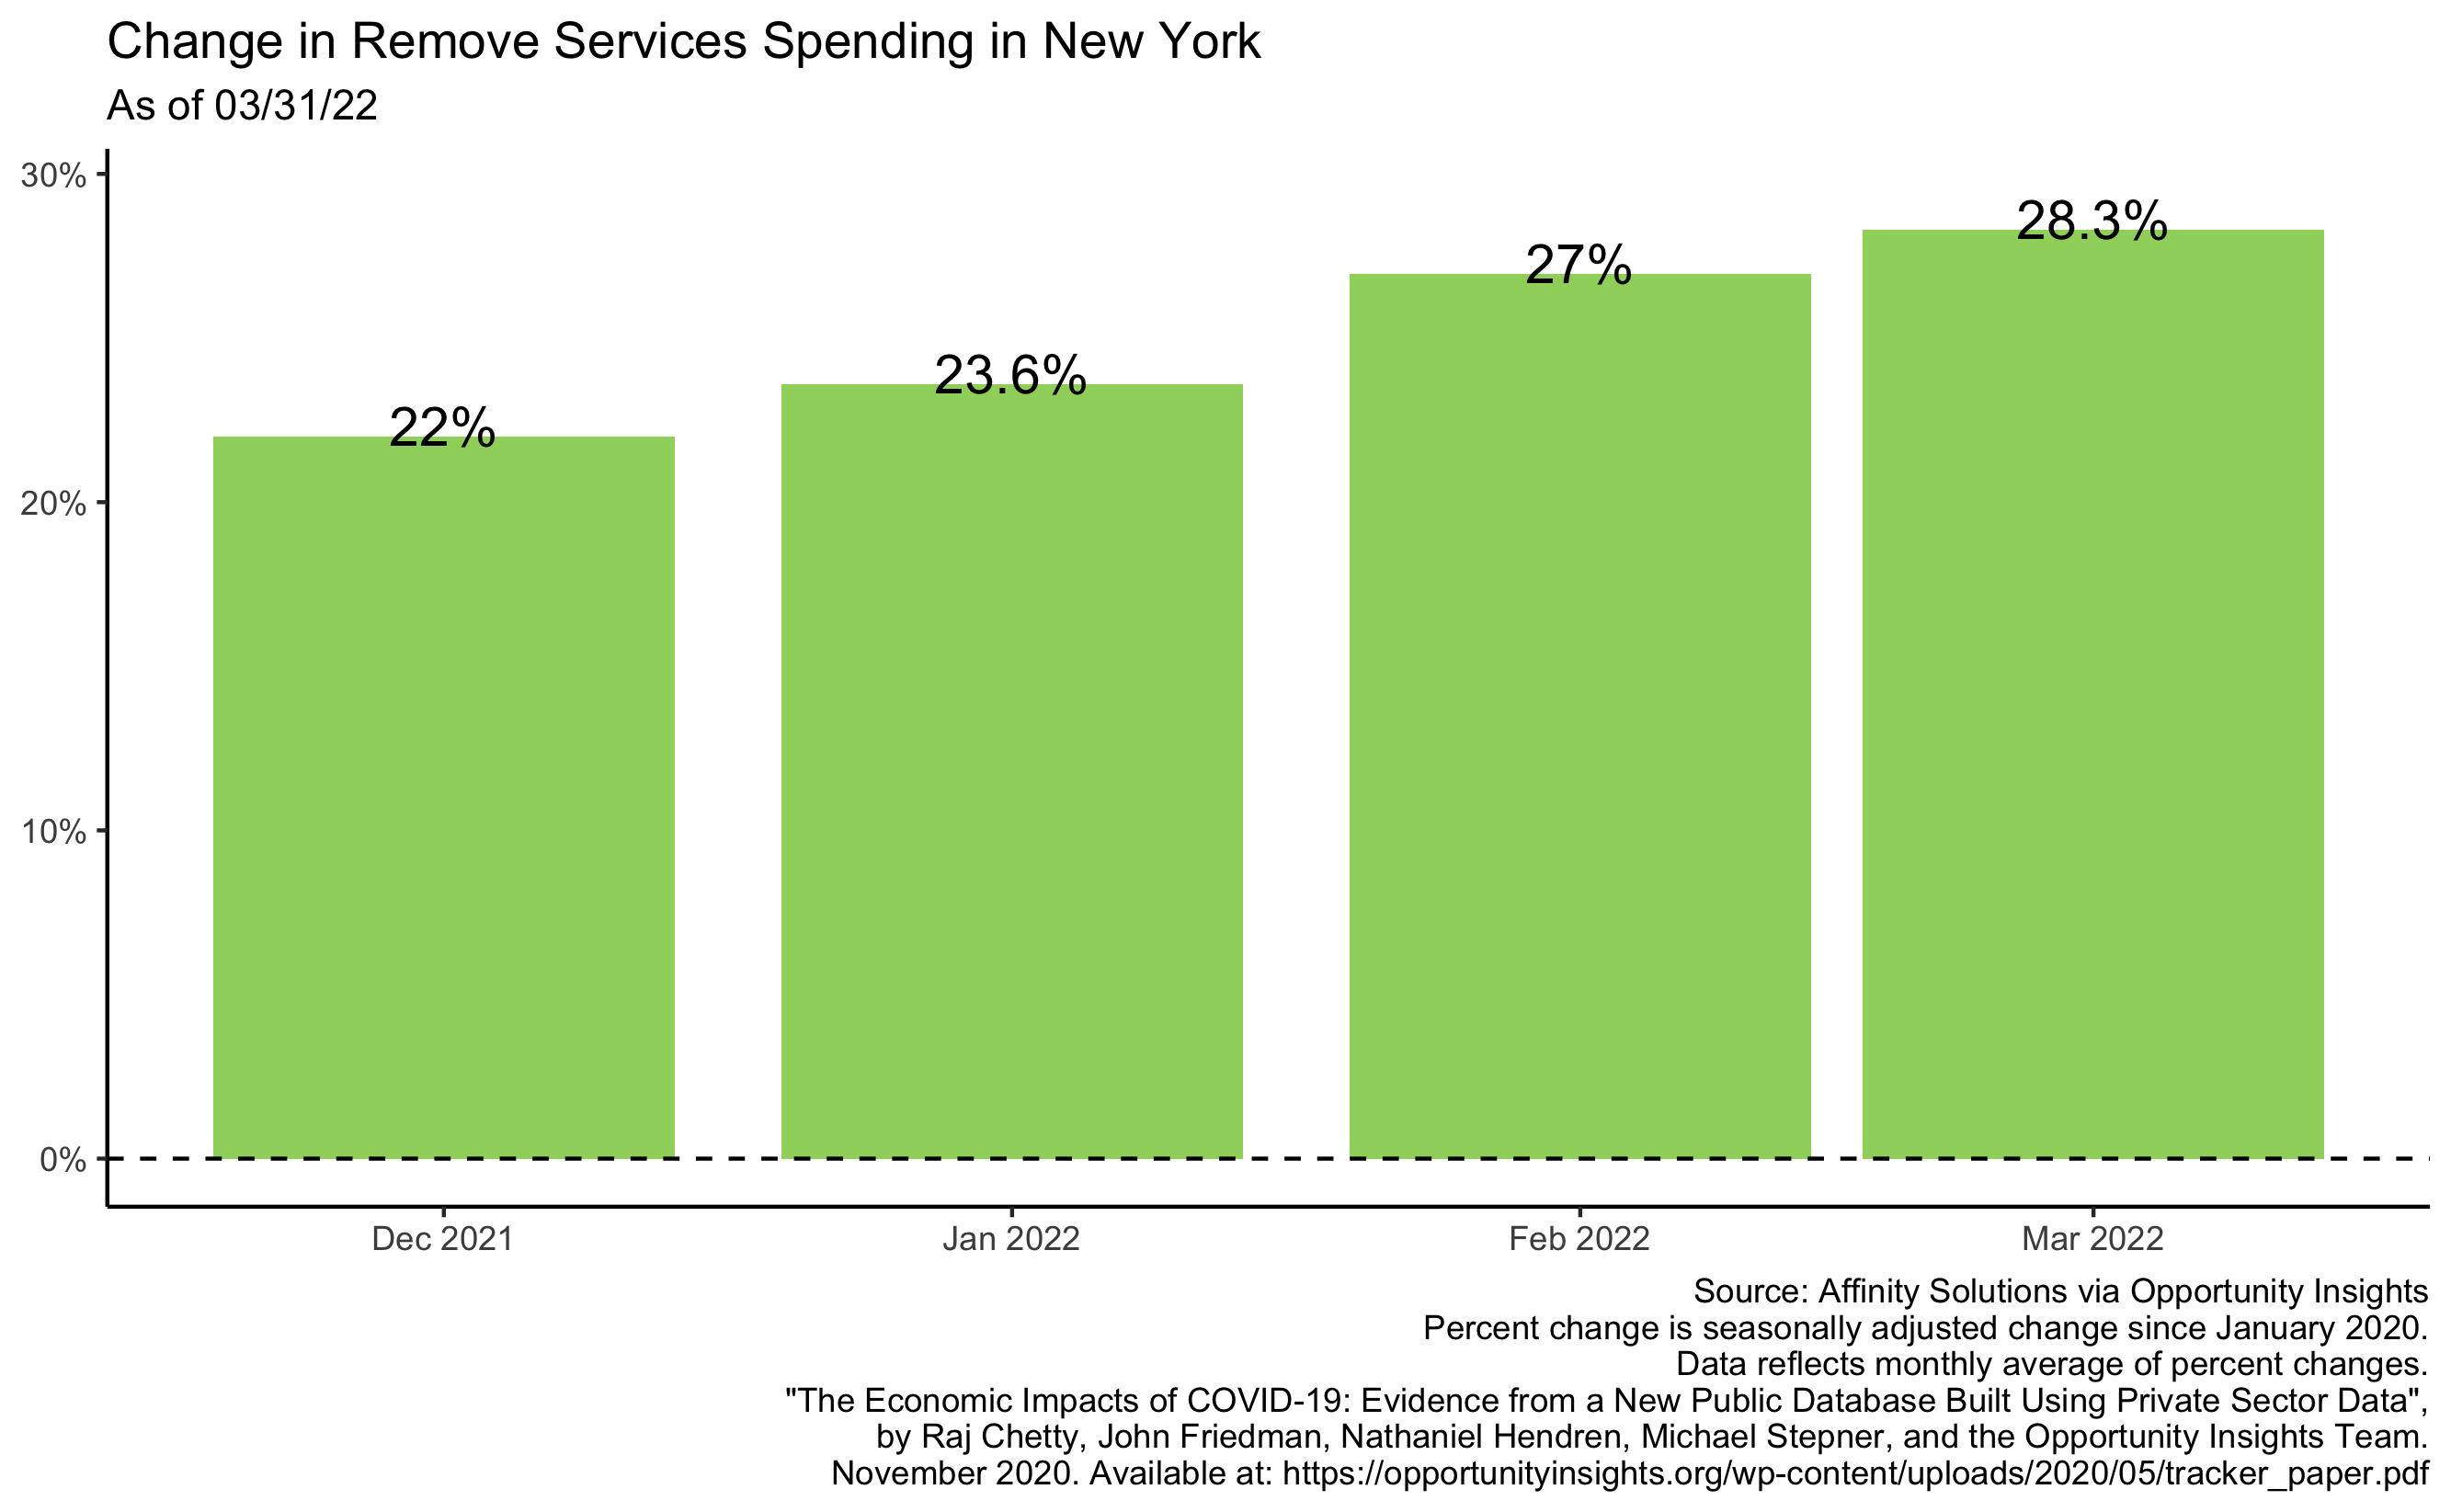 Change in Remove Services Spending in New York
As of 03/31/22
30%
20%
10%
0%
22%
23.6%
27%
28.3%
Dec 2021
Jan 2022
Feb 2022
Mar 2022
Source: Affinity Solutions via Opportunity Insights
Percent change is seasonally adjusted change since January 2020.
Data reflects monthly average of percent changes.
"The Economic Impacts of COVID-19: Evidence from a New Public Database Built Using Private Sector Data",
by Raj Chetty, John Friedman, Nathaniel Hendren, Michael Stepner, and the Opportunity Insights Team.
November 2020. Available at: https://opportunityinsights.org/wp-content/uploads/2020/05/tracker_paper.pdf